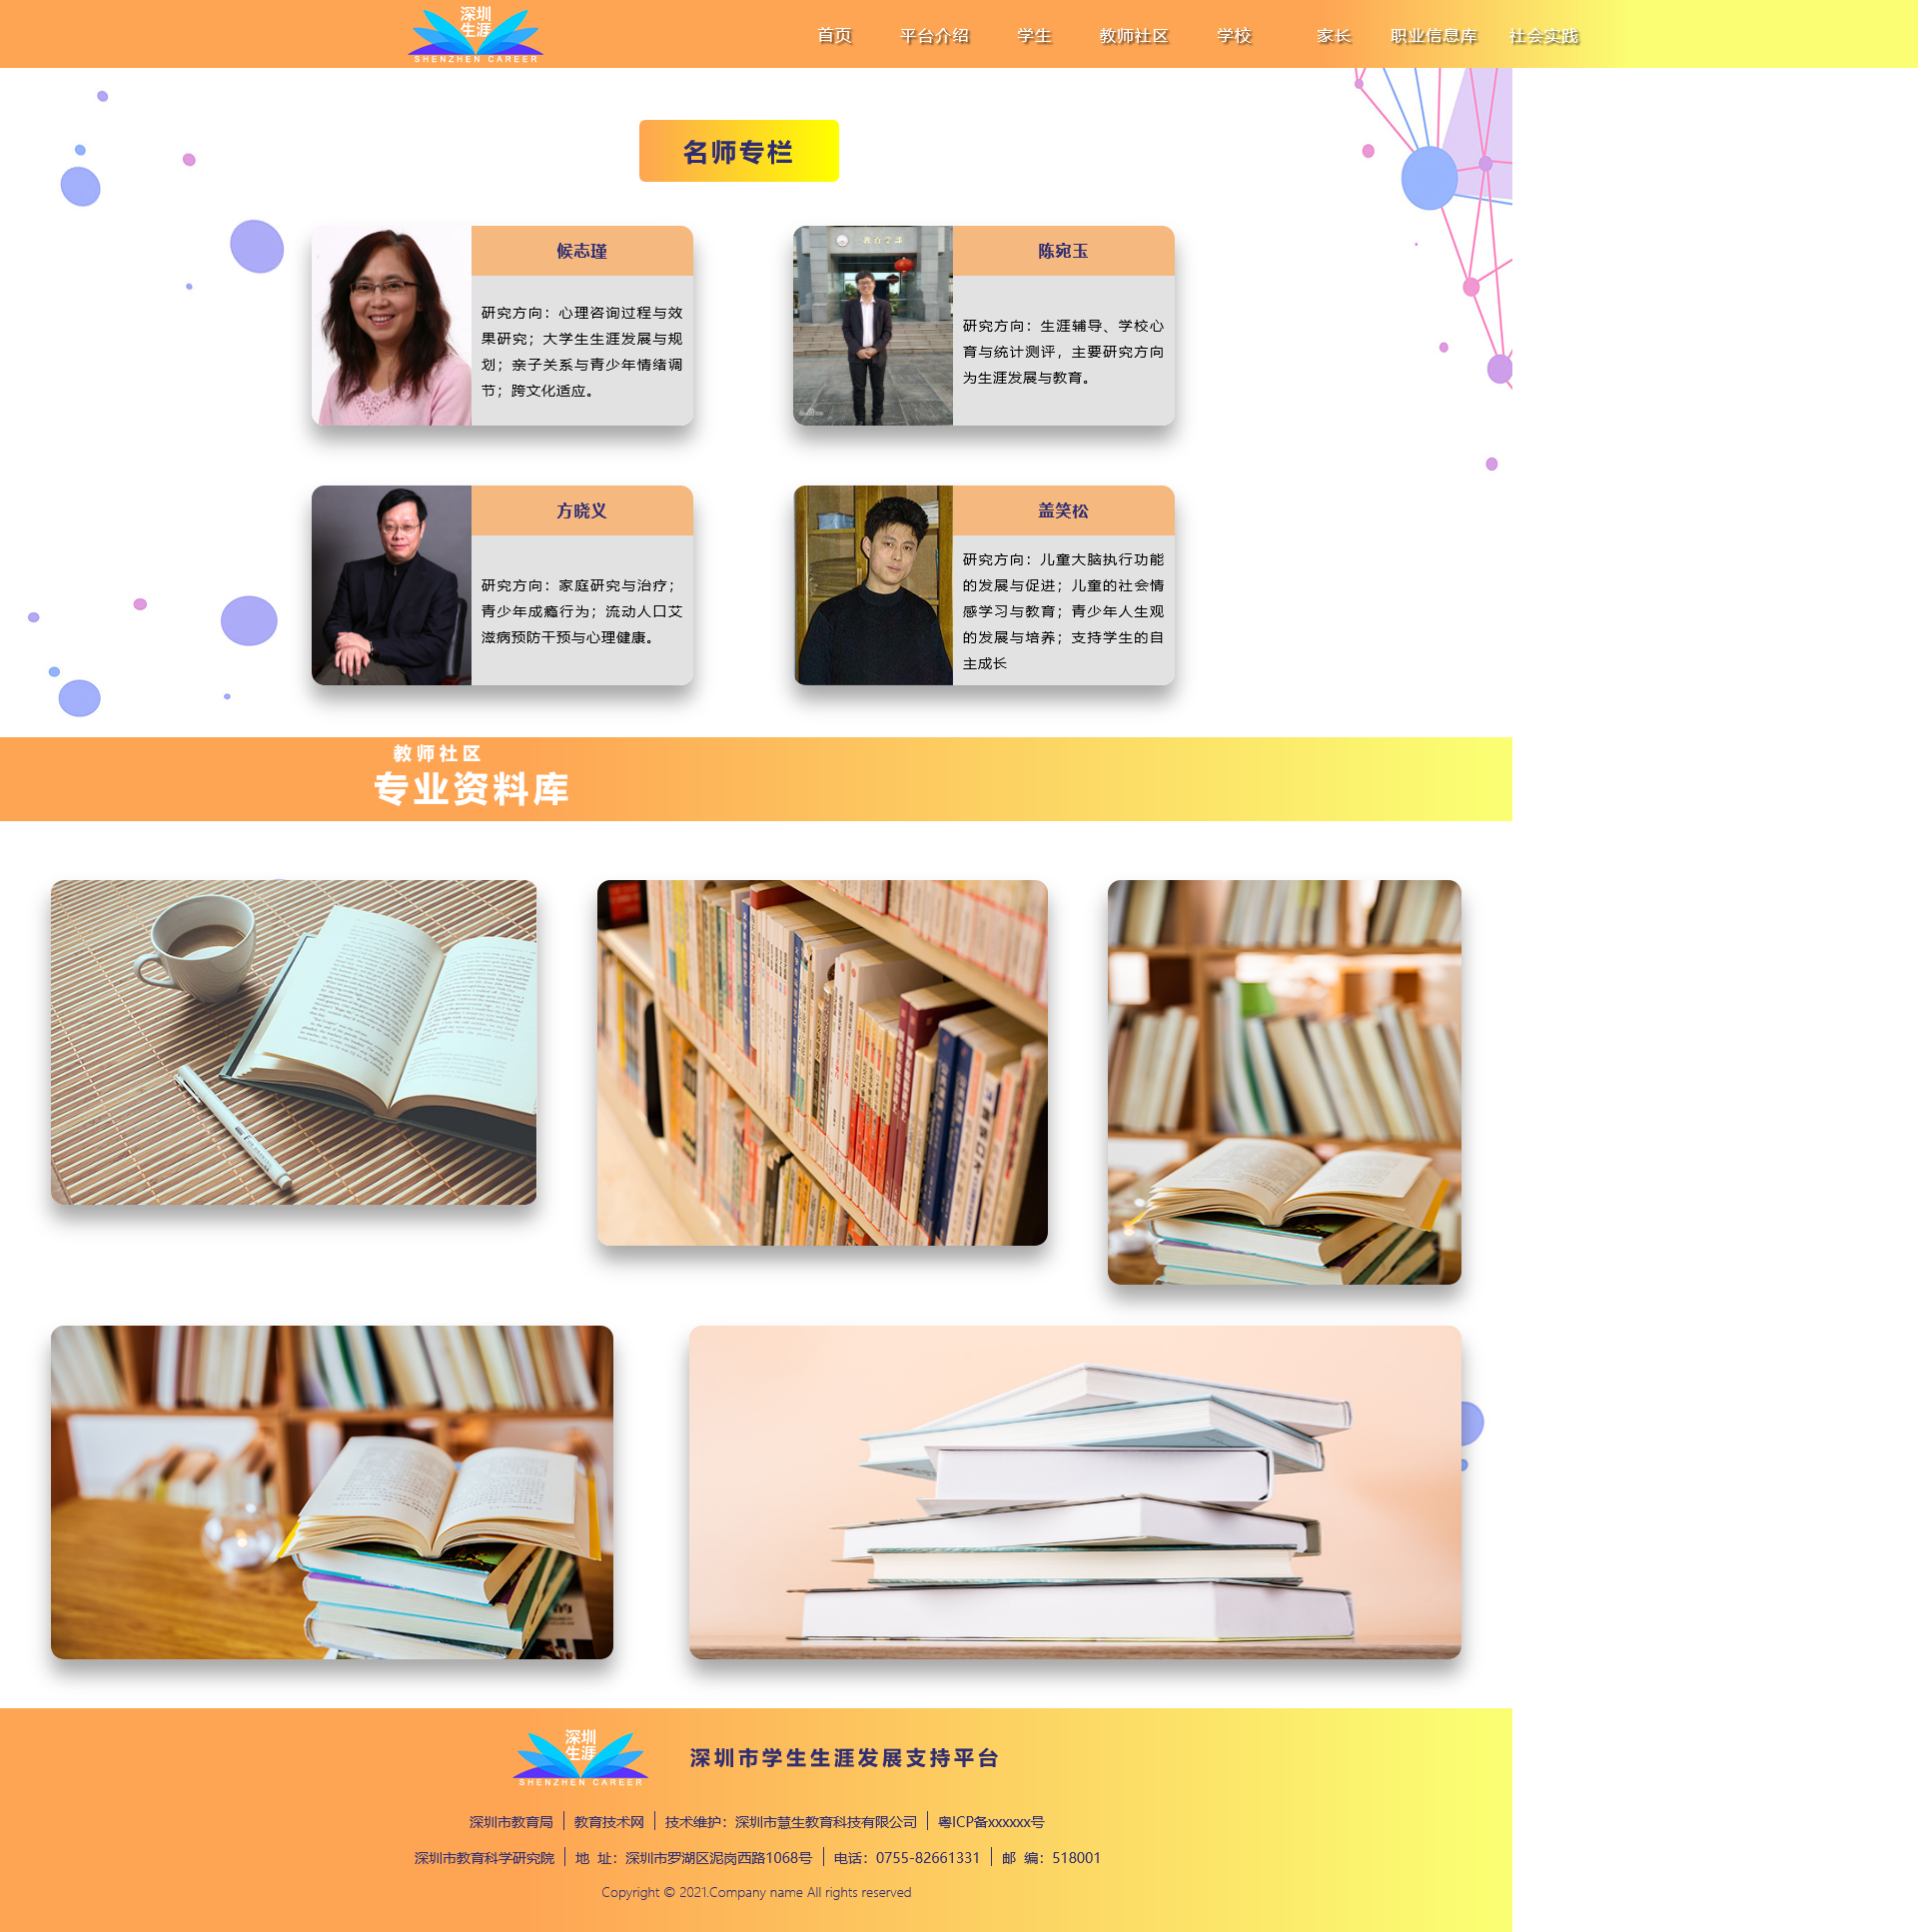 深圳
生涯
SHENZHEN CAREER
首页 平台介绍 学生 教师社区 学校 家长 职业信息库 社会实践
名师专栏
候志瑾
研究方向：心理咨询过程与效
果研究；大学生生涯发展与规
划；亲子关系与青少年情绪调
节；跨文化适应。
陈宛玉
研究方向：生涯辅导、学校心
育与统计测评，主要研究方向
为生涯发展与教育。
方晓义
研究方向：家庭研究与治疗；
青少年成瘾行为；流动人口艾
滋病预防干预与心理健康。
盖笑松
研究方向：儿童大脑执行功能
的发展与促进；儿童的社会情
感学习与教育；青少年人生观
的发展与培养；支持学生的自
主成长
教师社区
专业资料库
深圳
生涯
SHENZHEN CAREER
深圳市学生生涯发展支持平台
深圳市教育局 教育技术网 技术维护：深圳市慧生教育科技有限公司 粤ICP备xxxxxx号
深圳市教育科学研究院 地 址：深圳市罗湖区泥岗西路1068号 电话：0755-82661331 邮 编：518001
Copyright © 2021.Company name All rights reserved